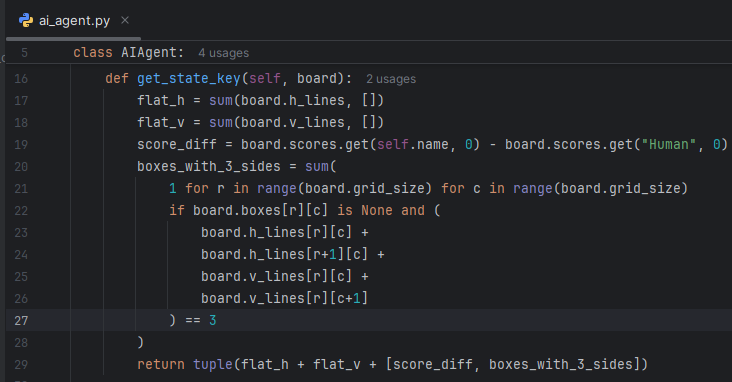 ai_agent.py ×
5 class AIAgent: 4 usages
16 def get_state_key(self, board): 2 usages
17 flat_h = sum(board.h_lines, [])
18 flat_v = sum(board.v_lines, [])
19 score_diff = board.scores.get(self.name, 0) - board.scores.get("Human", 0)
20 boxes_with_3_sides = sum(
21 1 for r in range(board.grid_size) for c in range(board.grid_size)
22 if board.boxes[r][c] is None and (
23 board.h_lines[r][c] +
24 board.h_lines[r+1][c] +
25 board.v_lines[r][c] +
26 board.v_lines[r][c+1]
27 ) == 3
28 )
29 return tuple(flat_h + flat_v + [score_diff, boxes_with_3_sides])